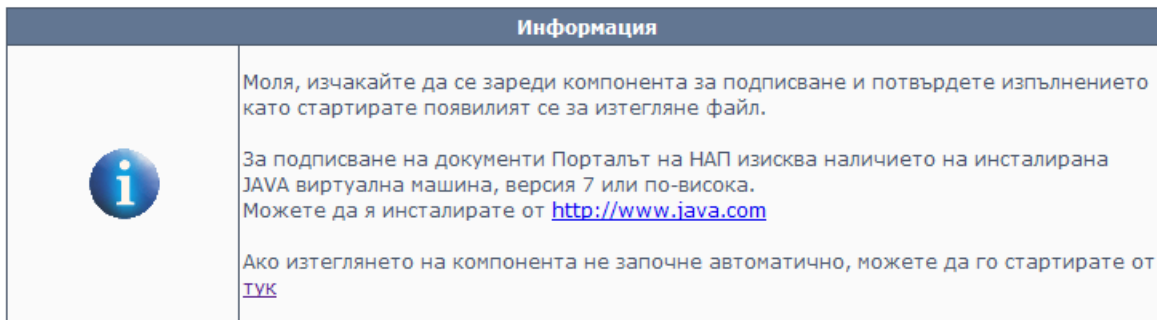 Информация
Моля, изчакайте да се зареди компонента за подписване и потвърдете изпълнението
като стартирате появилият се за изтегляне файл.
За подписване на документи Порталът на НАП изисква наличието на инсталирана
JAVA виртуална машина, версия 7 или по-висока.
Можете да я инсталирате от http://www.java.com
Ако изтеглянето на компонента не започне автоматично, можете да го стартирате от
тук